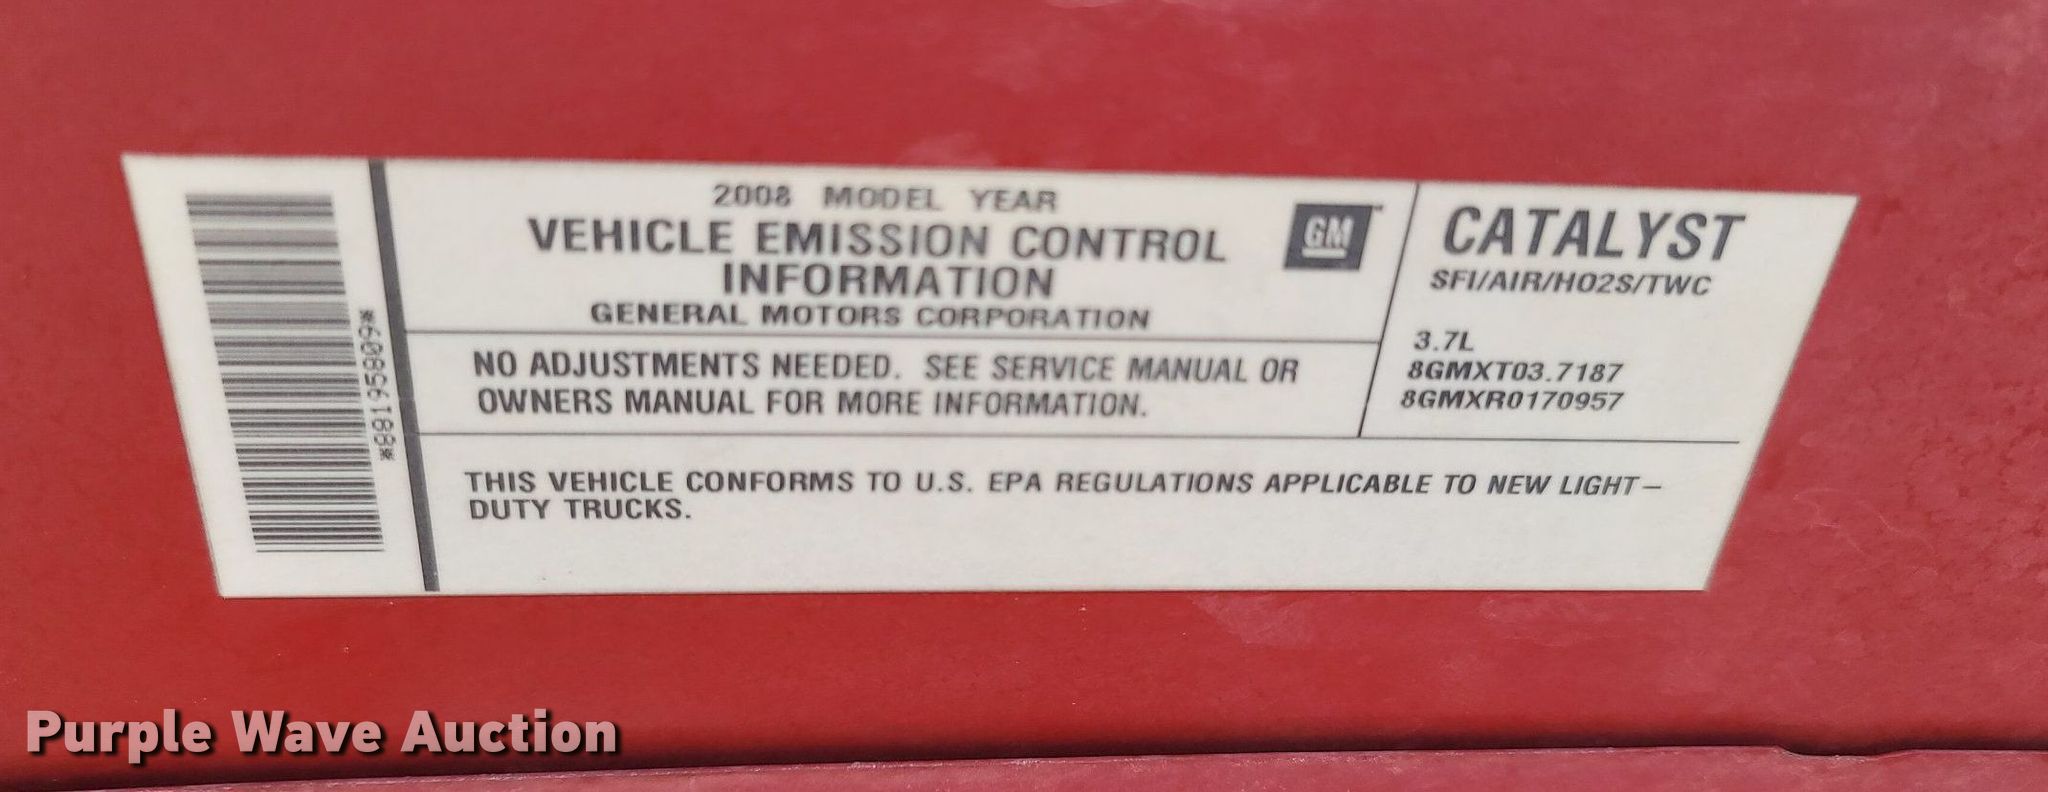 *88195809*
2008 MODEL YEAR
VEHICLE EMISSION CONTROL
INFORMATION
GENERAL MOTORS CORPORATION
GM
NO ADJUSTMENTS NEEDED. SEE SERVICE MANUAL OR
OWNERS MANUAL FOR MORE INFORMATION.
CATALYST
SFI/AIR/HO2S/TWC
3.7L
8GMXT03.7187
8GMXR0170957
THIS VEHICLE CONFORMS TO U.S. EPA REGULATIONS APPLICABLE TO NEW LIGHT–
DUTY TRUCKS.
Purple Wave Auction